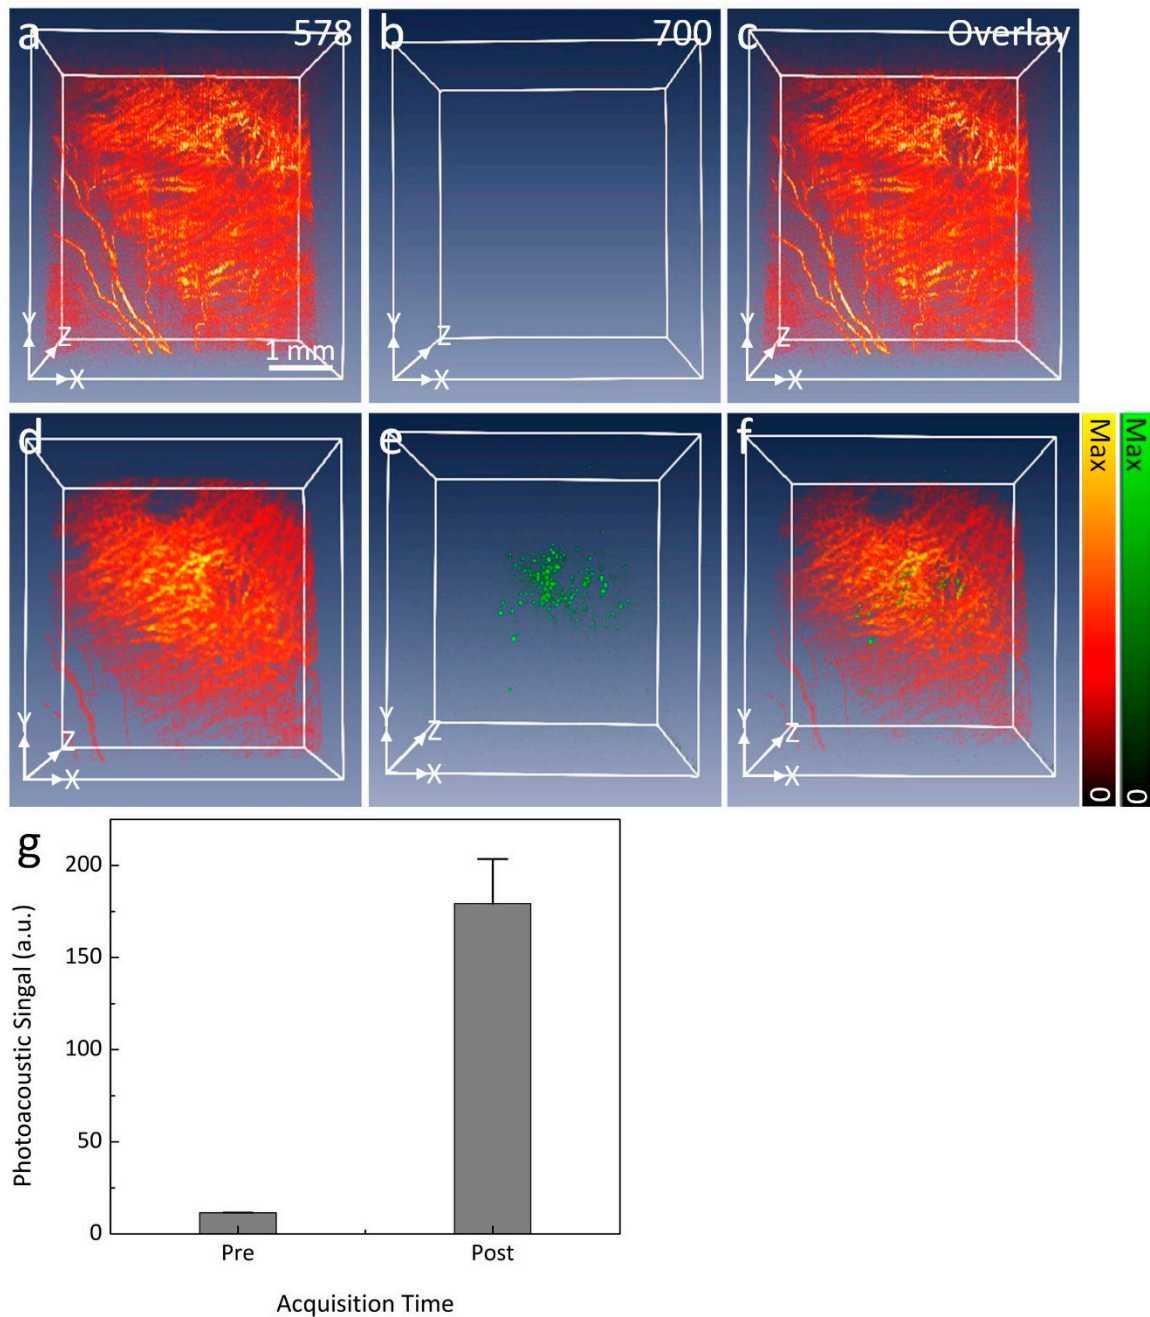 a 578
b 700
c Overlay
Y Z X
1 mm
Y Z X
Y Z X
d
e
f
Max Max
Y Z X
Y Z X
Y Z X
0 0
g
200
150
100
50
0
Photoacoustic Singal (a.u.)
Pre Post
Acquisition Time